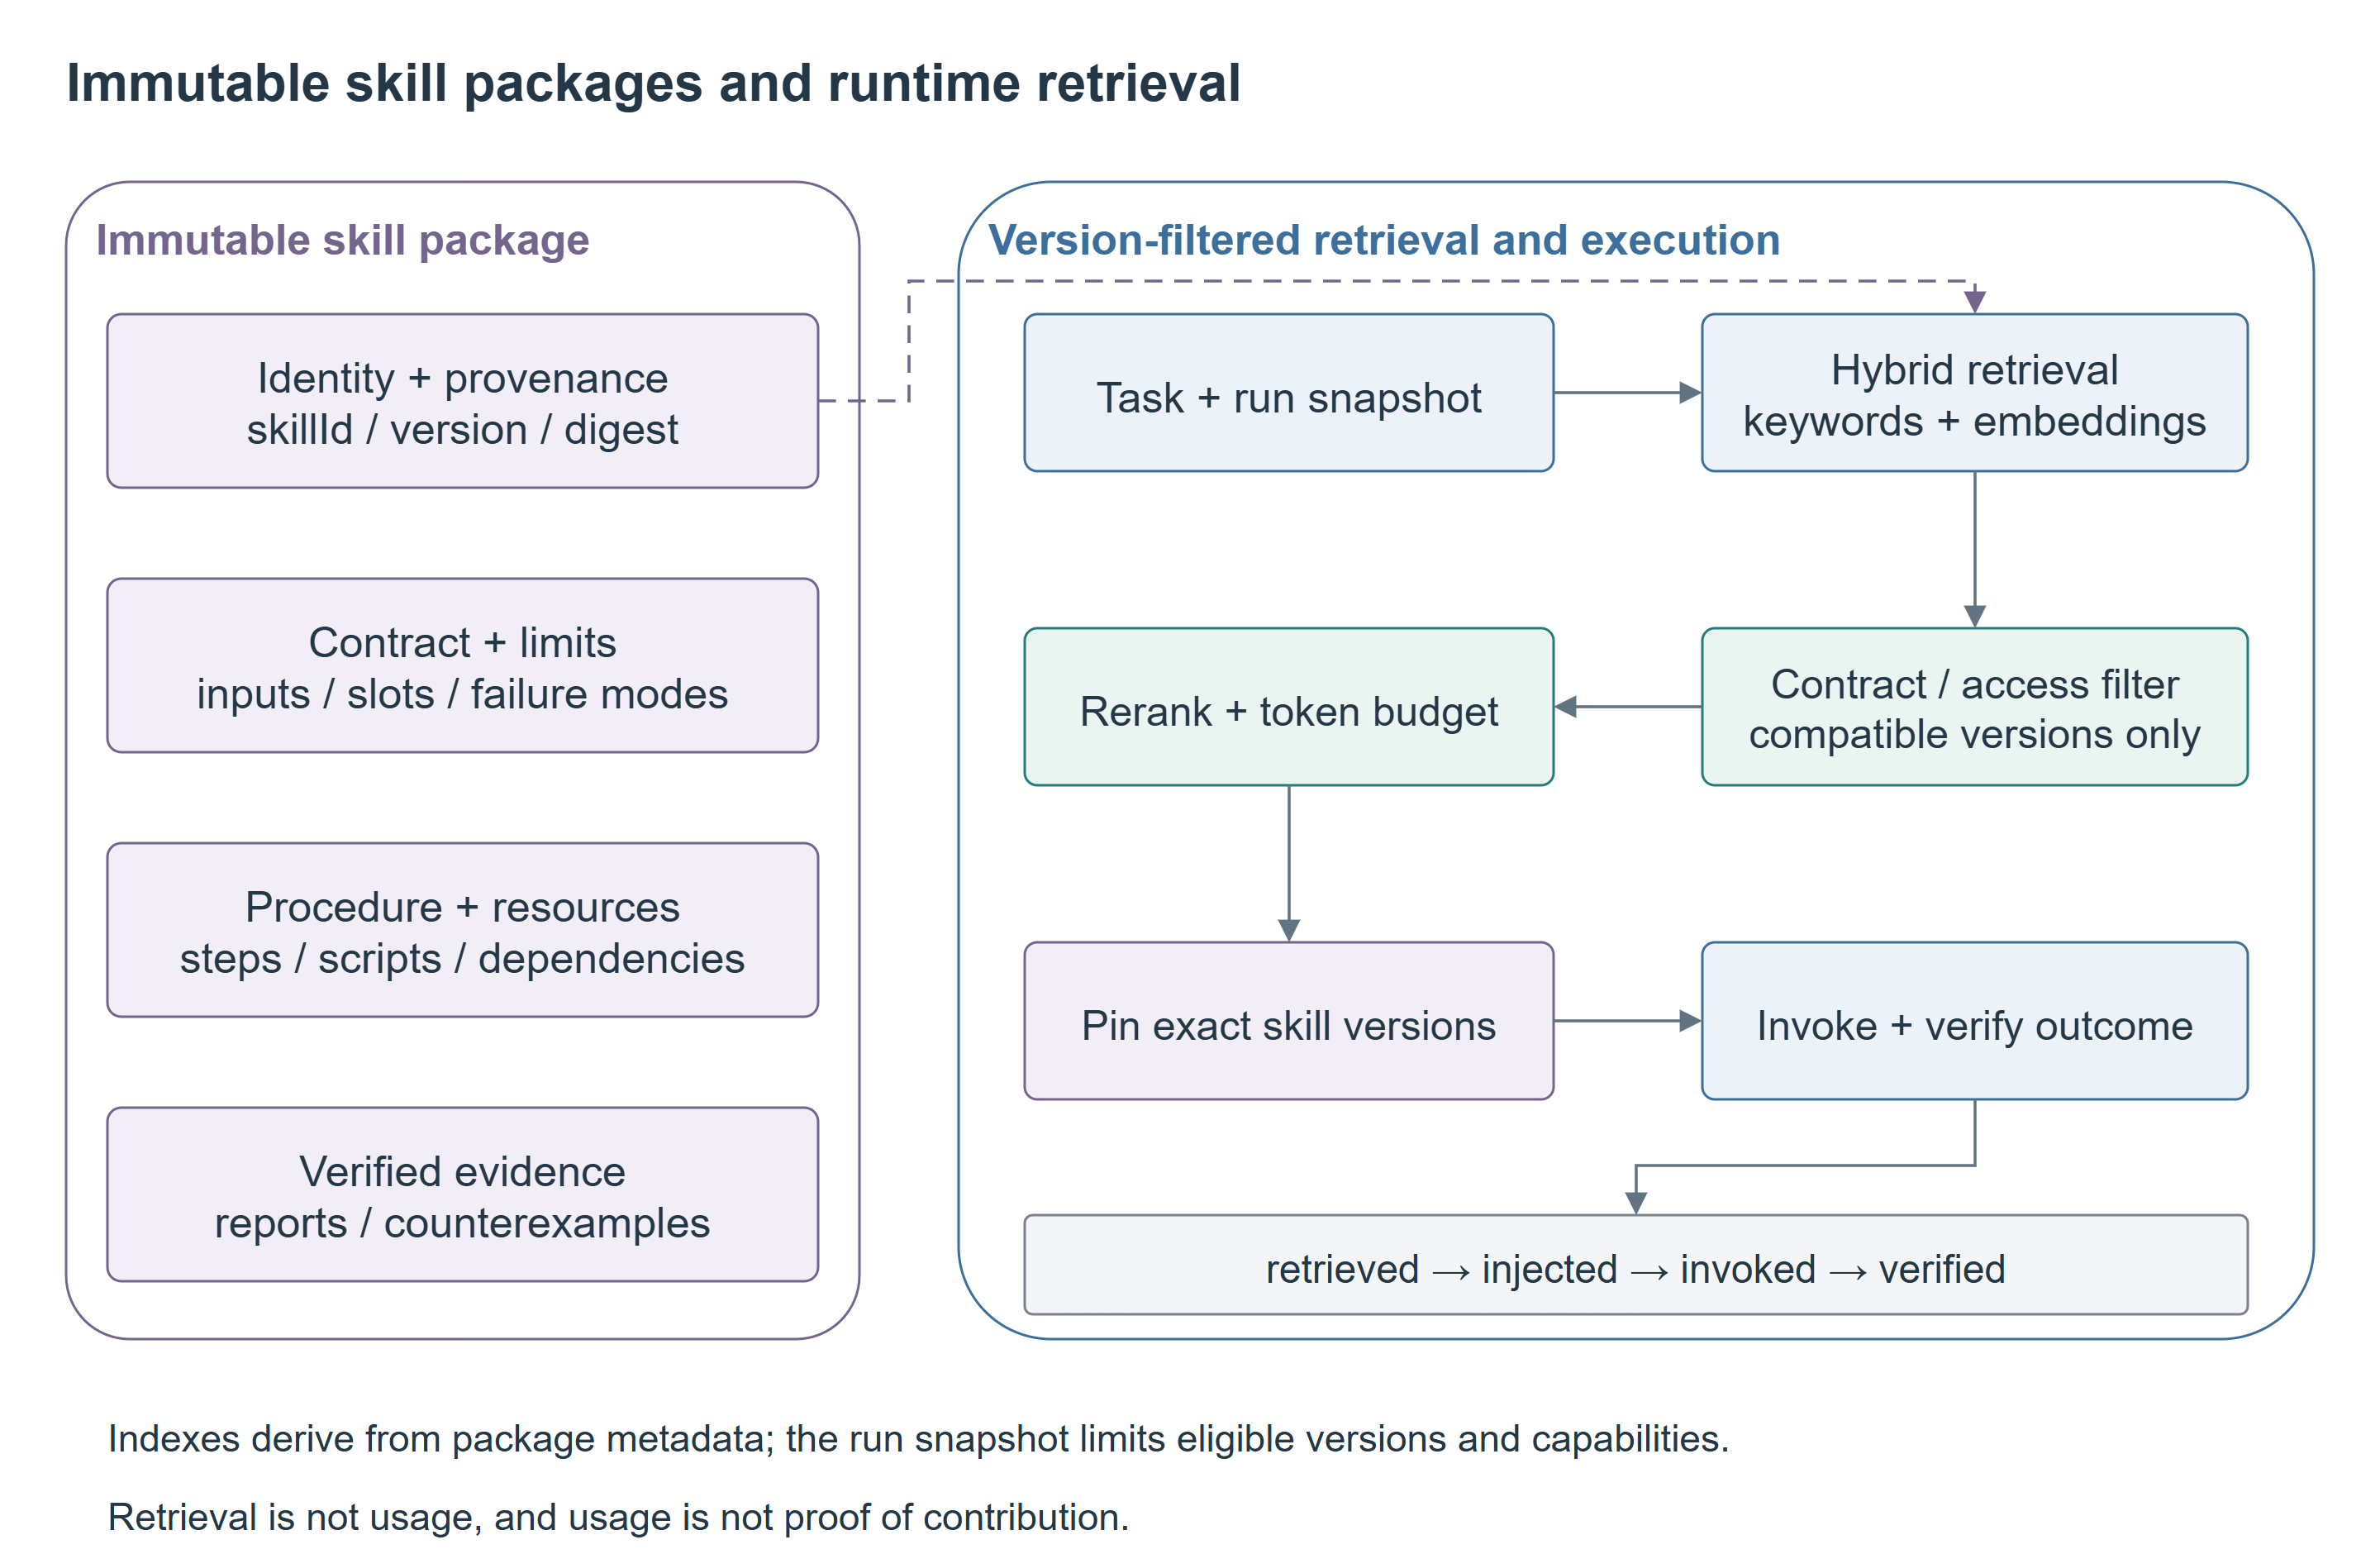 Immutable skill packages and runtime retrieval
Immutable skill package
Identity + provenance
skillId / version / digest
Contract + limits
inputs / slots / failure modes
Procedure + resources
steps / scripts / dependencies
Verified evidence
reports / counterexamples
Version-filtered retrieval and execution
Task + run snapshot
Hybrid retrieval
keywords + embeddings
Contract / access filter
compatible versions only
Rerank + token budget
Pin exact skill versions
Invoke + verify outcome
retrieved → injected → invoked → verified
Indexes derive from package metadata; the run snapshot limits eligible versions and capabilities.
Retrieval is not usage, and usage is not proof of contribution.